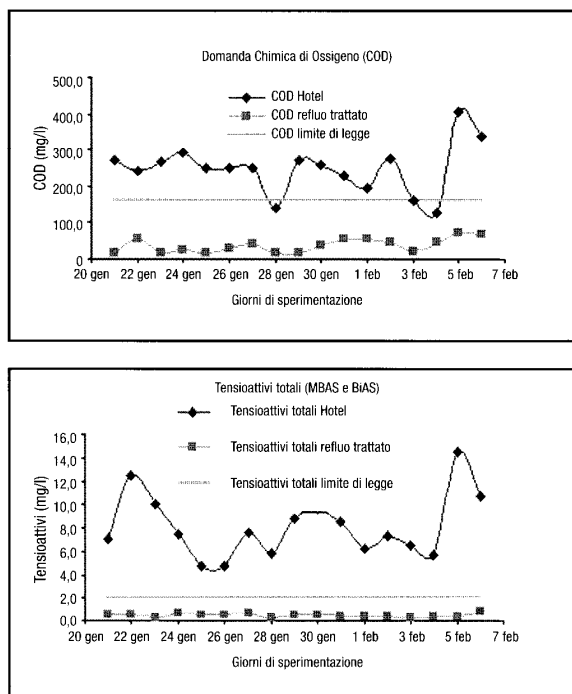 Domanda Chimica di Ossigeno (COD)
500,0
400,0
300,0
200,0
100,0
0
COD (mg/l)
COD Hotel
COD refluo trattato
COD limite di legge
20 gen 22 gen 24 gen 26 gen 28 gen 30 gen 1 feb 3 feb 5 feb 7 feb
Giorni di sperimentazione
Tensioattivi totali (MBAS e BiAS)
Tensioattivi totali Hotel
Tensioattivi totali refluo trattato
Tensioattivi totali limite di legge
16,0
14,0
12,0
10,0
8,0
6,0
4,0
2,0
0,0
Tensioattivi (mg/l)
20 gen 22 gen 24 gen 26 gen 28 gen 30 gen 1 feb 3 feb 5 feb 7 feb
Giorni di sperimentazione